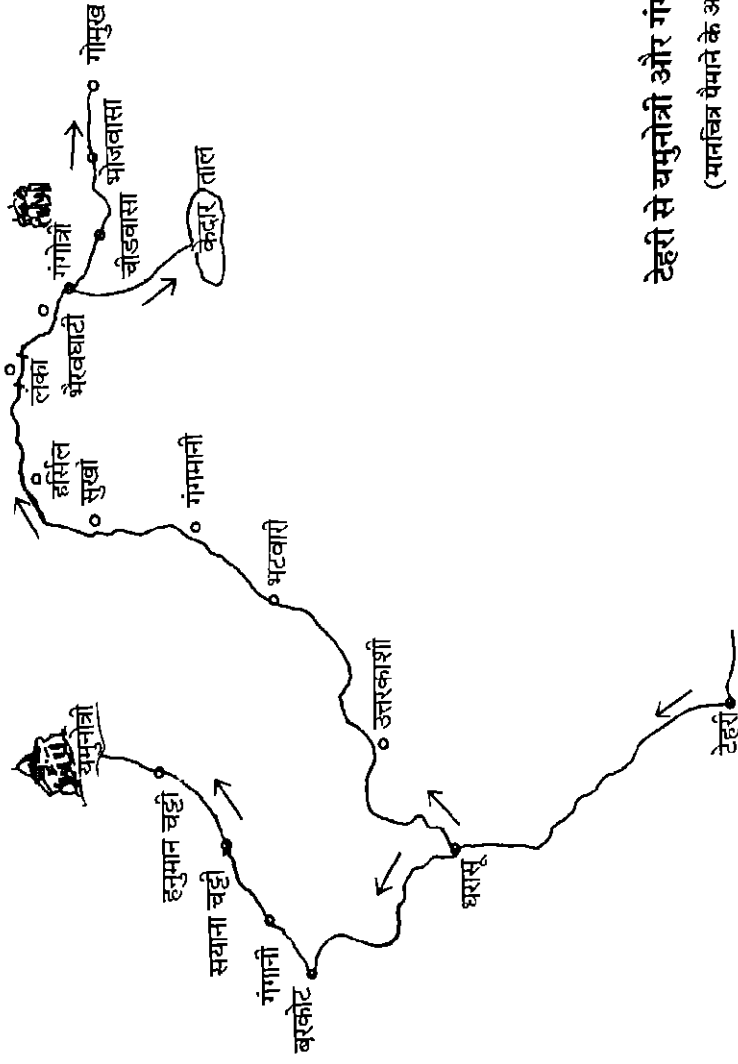 गोमुख
भोजवासा
चीडवासा
गंगोत्री
केदार ताल
भैरवघाटी
लंका
हर्सिल
सुखी
गंगमानी
भटवारी
उत्तरकाशी
यमुनोत्री
हनुमान चट्टी
सयाना चट्टी
गंगानी
बरकोट
धरासू
टेहरी
टेहरी से यमुनोत्री और
(मानचित्र पैमाने के